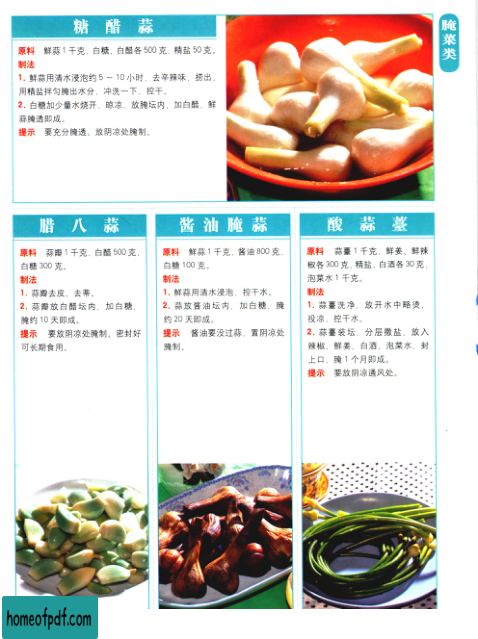 腌菜类
糖醋蒜
原料 鲜蒜1千克、白糖、白醋各500克，精盐50克。
制法
1. 鲜蒜用清水浸泡约5～10小时、去辛辣味、捞出、
用精盐拌匀腌出水分、冲洗一下、控干。
2. 白糖加少量水烧开、晾凉、放腌坛内、加白醋、鲜
蒜腌透即成。
提示 要充分腌透。放阴凉处腌制。
腊八蒜
原料 蒜瓣1千克、白醋500克，
白糖300克。
制法
1. 蒜瓣去皮、去蒂。
2. 蒜瓣放白醋坛内、加白糖、
腌约10天即成。
提示 要放阴凉处腌制。密封好
可长期食用。
酱油腌蒜
原料 鲜蒜1千克、酱油800克，
白糖100克。
制法
1. 鲜蒜用清水浸泡、控干水。
2. 蒜放酱油坛内、加白糖、腌
约20天即成。
提示 酱油要没过蒜、置阴凉处
腌制。
酸蒜薹
原料 蒜薹1千克、鲜姜、鲜辣
椒各300克，精盐、白酒各30克，
泡菜水1千克。
制法
1. 蒜薹洗净、放开水中略烫、
投凉、控干水。
2. 蒜薹装坛、分层撒盐、放入
辣椒、鲜姜、白酒、泡菜水、封
上口、腌1个月即成。
提示 要放阴凉通风处。
homeofpdf.com